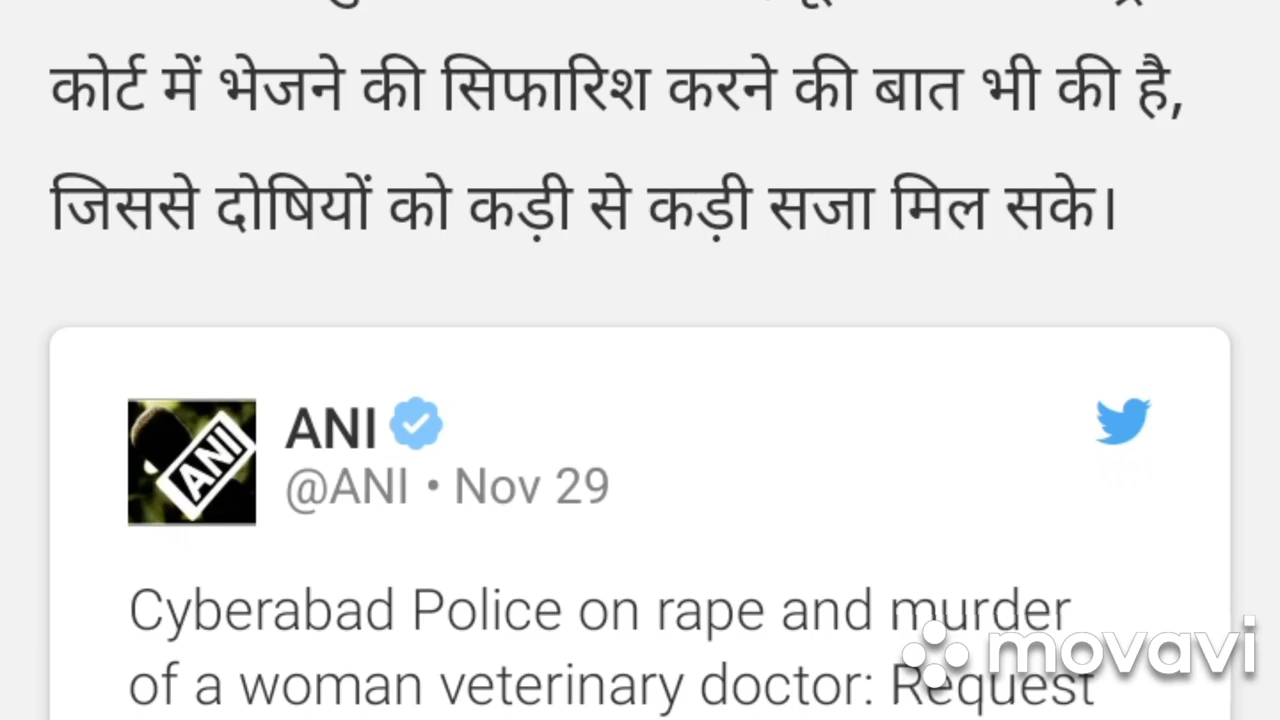 कोर्ट में भेजने की सिफारिश करने की बात भी की है,
जिससे दोषियों को कड़ी से कड़ी सजा मिल सके।
ANI
ANI
@ANI • Nov 29
Cyberabad Police on rape and murder
of a woman veterinary doctor: Request
movavi